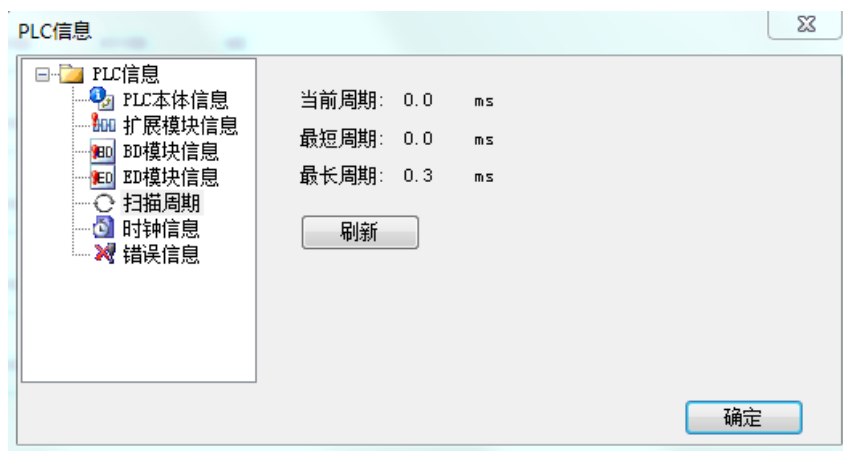 PLC信息
PLC信息
PLC本体信息
扩展模块信息
BD BD模块信息
ED ED模块信息
扫描周期
时钟信息
错误信息
当前周期: 0.0 ms
最短周期: 0.0 ms
最长周期: 0.3 ms
刷新
确定